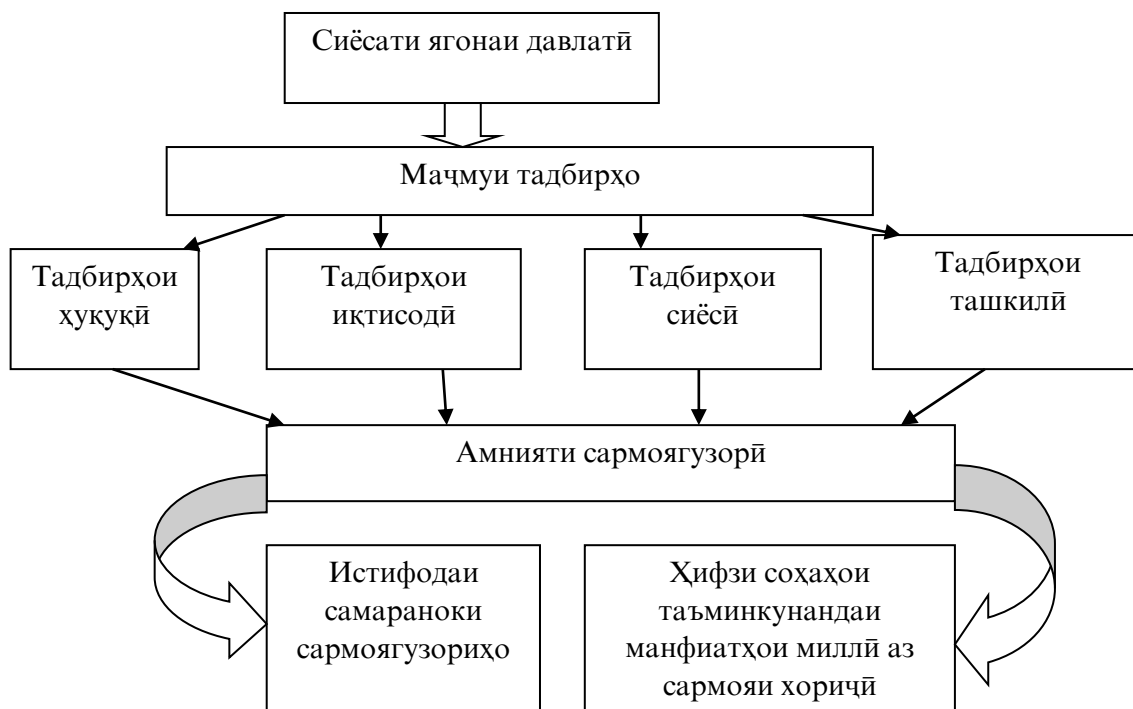 Сиёсати ягонаи давлатӣ
Маҷмуи тадбирҳо
Тадбирҳои
ҳуқуқӣ
Тадбирҳои
иқтисодӣ
Тадбирҳои
сиёсӣ
Тадбирҳои
ташкилӣ
Амнияти сармоягузорӣ
Истифодаи
самараноки
сармоягузориҳо
Ҳифзи соҳаҳои
таъминкунандаи
манфиатҳои миллӣ аз
сармояи хориҷӣ